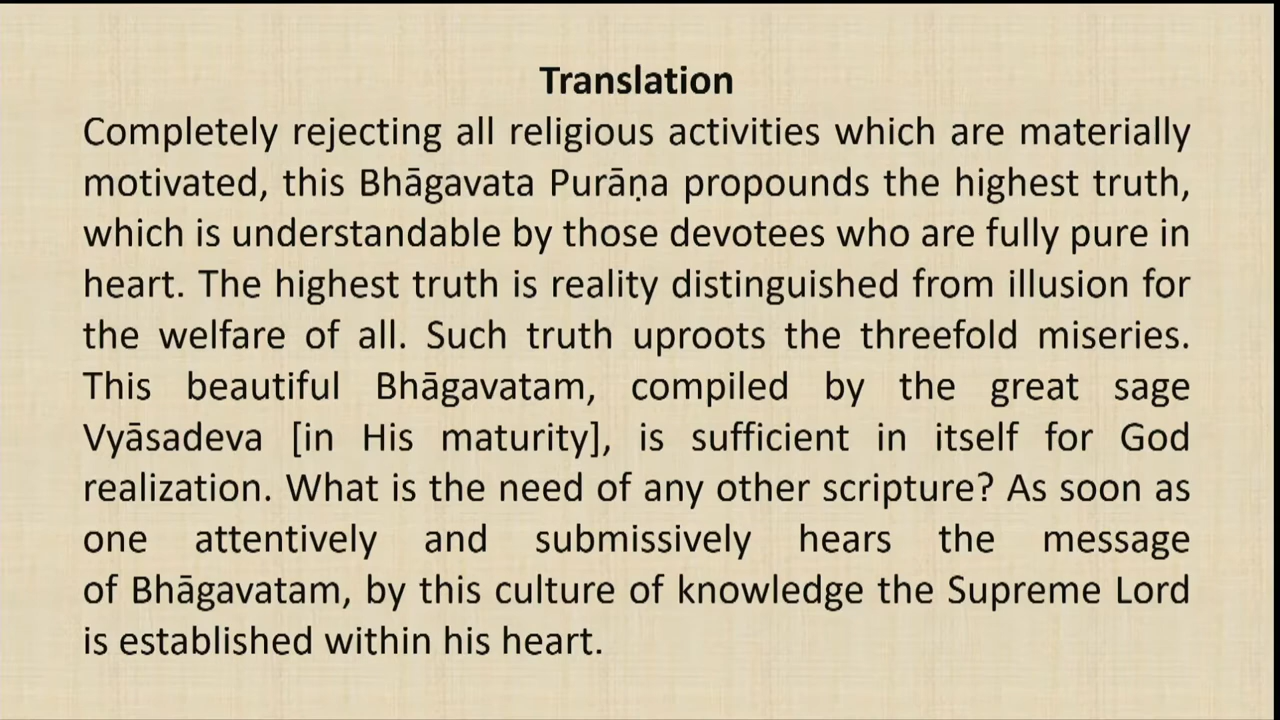 Translation
Completely rejecting all religious activities which are materially
motivated, this Bhāgavata Purāṇa propounds the highest truth,
which is understandable by those devotees who are fully pure in
heart. The highest truth is reality distinguished from illusion for
the welfare of all. Such truth uproots the threefold miseries.
This beautiful Bhāgavatam, compiled by the great sage
Vyāsadeva [in His maturity], is sufficient in itself for God
realization. What is the need of any other scripture? As soon as
one attentively and submissively hears the message
of Bhāgavatam, by this culture of knowledge the Supreme Lord
is established within his heart.